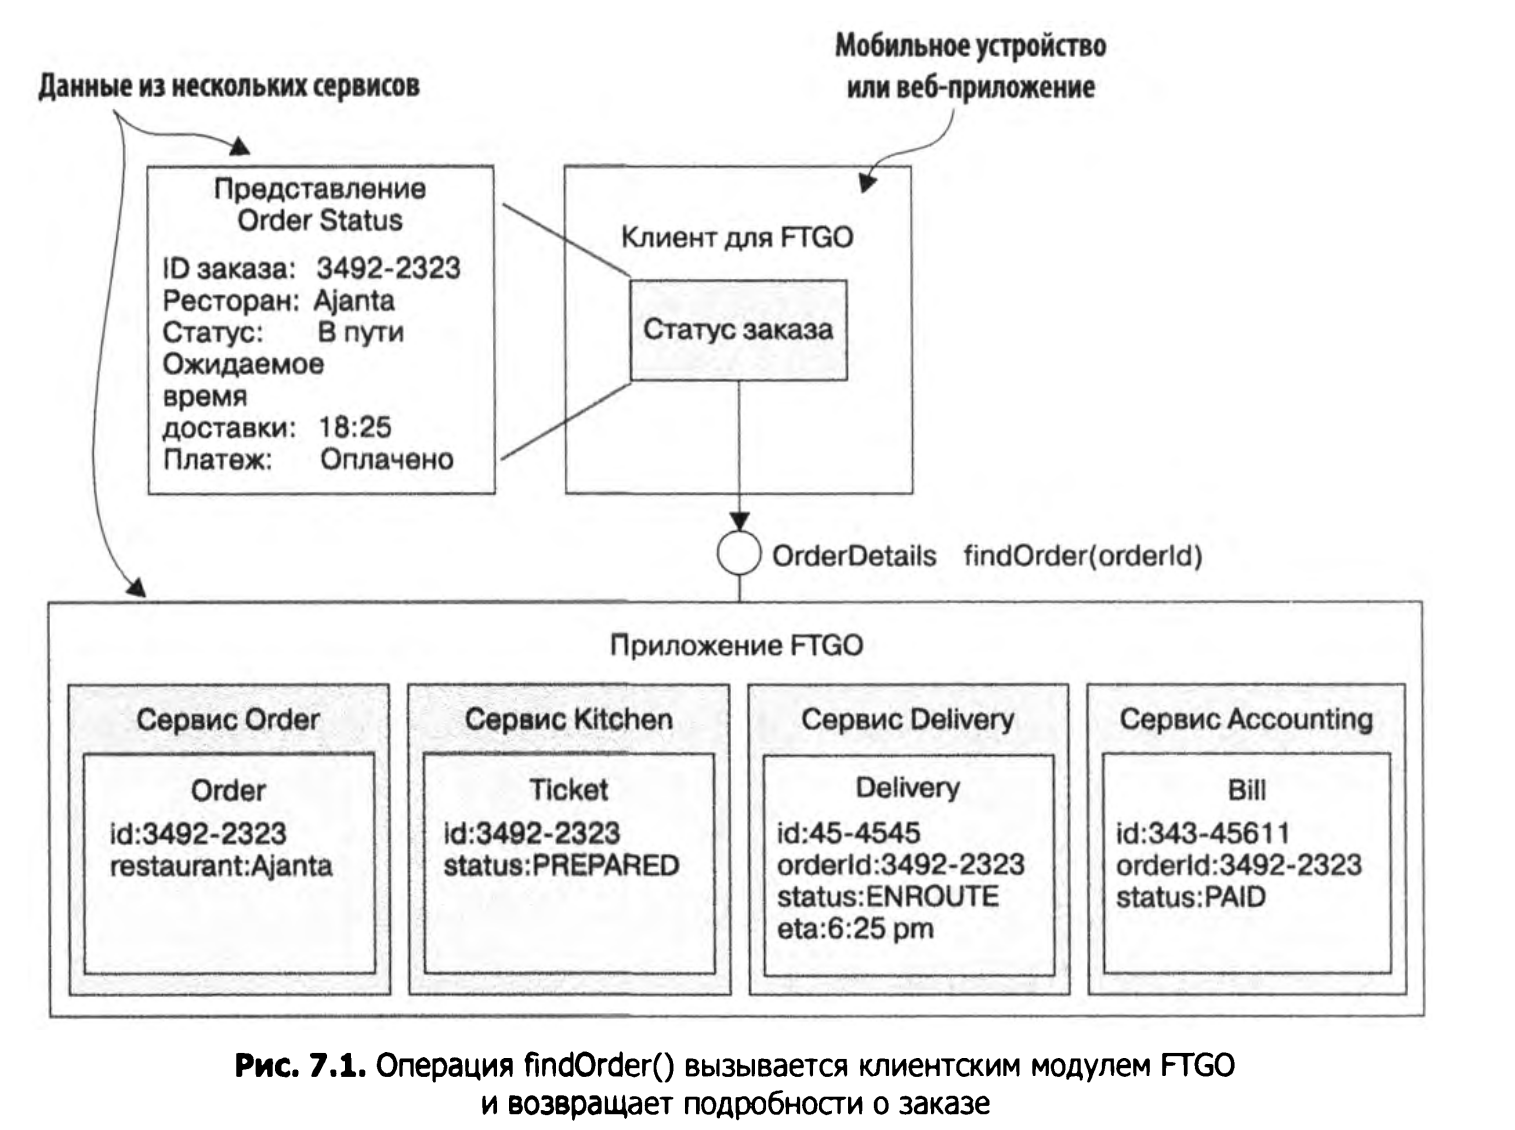 Мобильное устройство
или веб-приложение
Данные из нескольких сервисов
Представление
Order Status
ID заказа: 3492-2323
Ресторан: Ajanta
Статус: В пути
Ожидаемое
время
доставки: 18:25
Платеж: Оплачено
Клиент для FTGO
Статус заказа
OrderDetails findOrder(orderId)
Приложение FTGO
Сервис Order
Order
id:3492-2323
restaurant:Ajanta
Сервис Kitchen
Ticket
id:3492-2323
status:PREPARED
Сервис Delivery
Delivery
id:45-4545
orderId:3492-2323
status:ENROUTE
eta:6:25 pm
Сервис Accounting
Bill
id:343-45611
orderId:3492-2323
status:PAID
Рис. 7.1. Операция findOrder() вызывается клиентским модулем FTGO
и возвращает подробности о заказе